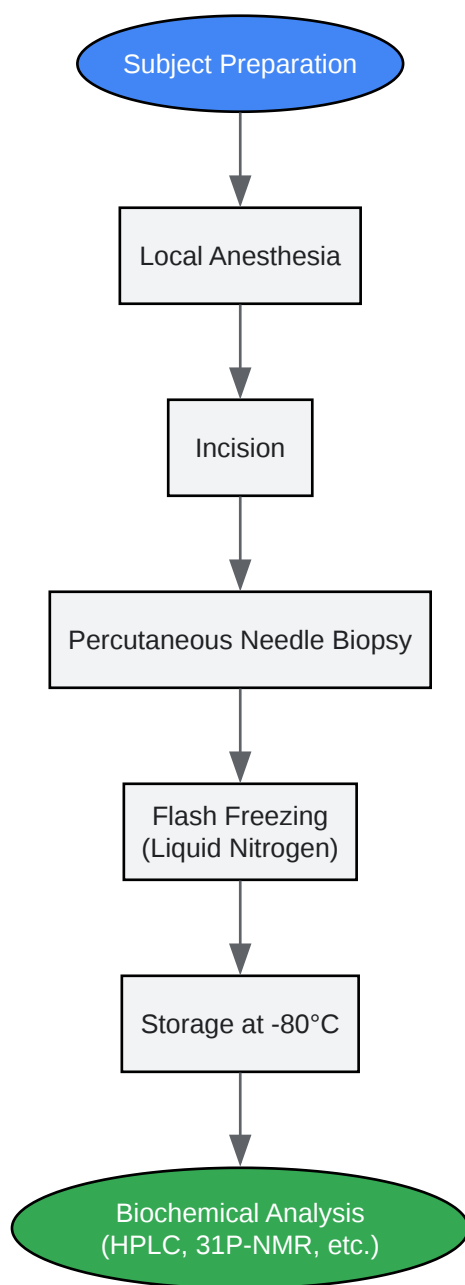 Subject Preparation
Local Anesthesia
Incision
Percutaneous Needle Biopsy
Flash Freezing
(Liquid Nitrogen)
Storage at -80°C
Biochemical Analysis
(HPLC, 31P-NMR, etc.)